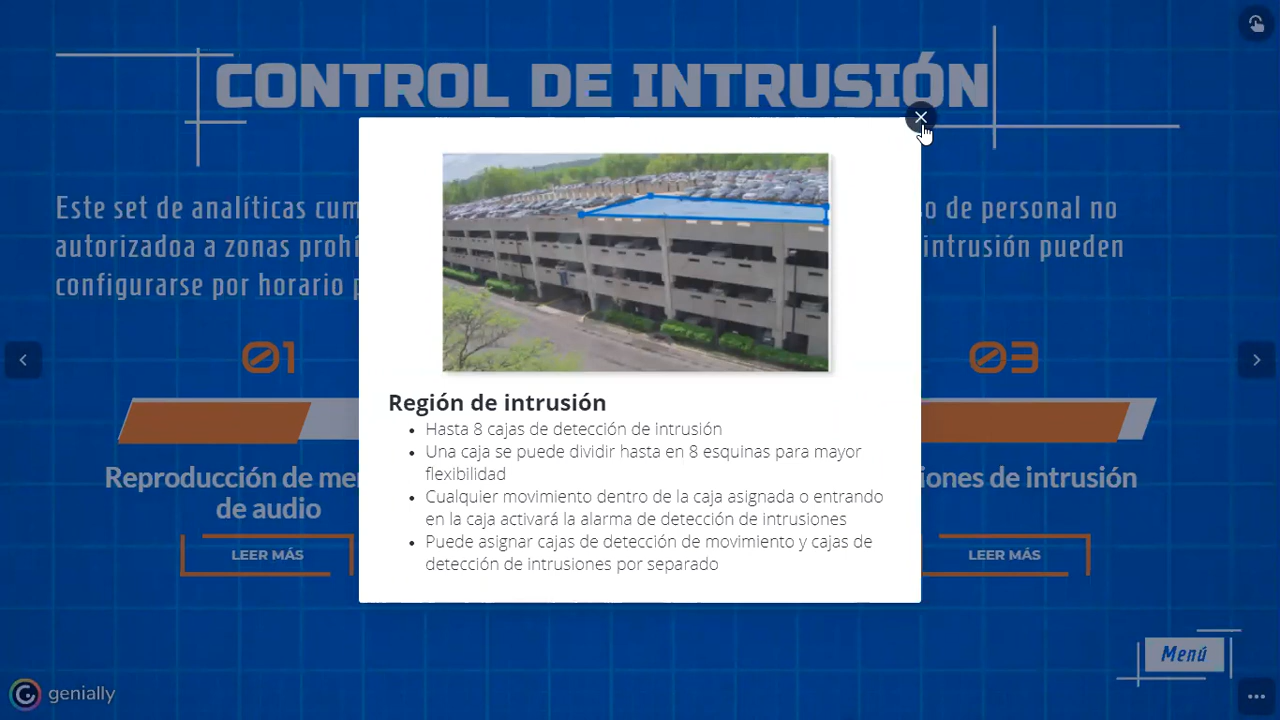 CONTROL DE INTRUSIÓN
Este set de analíticas cum
o de personal no
autorizadoa a zonas prohí
intrusión pueden
configurarse por horario p
01
03
Región de intrusión
Hasta 8 cajas de detección de intrusión
Una caja se puede dividir hasta en 8 esquinas para mayor
flexibilidad
Cualquier movimiento dentro de la caja asignada o entrando
en la caja activará la alarma de detección de intrusiones
Puede asignar cajas de detección de movimiento y cajas de
detección de intrusiones por separado
Reproducción de me
de audio
iones de intrusión
LEER MÁS
LEER MÁS
Menú
genially